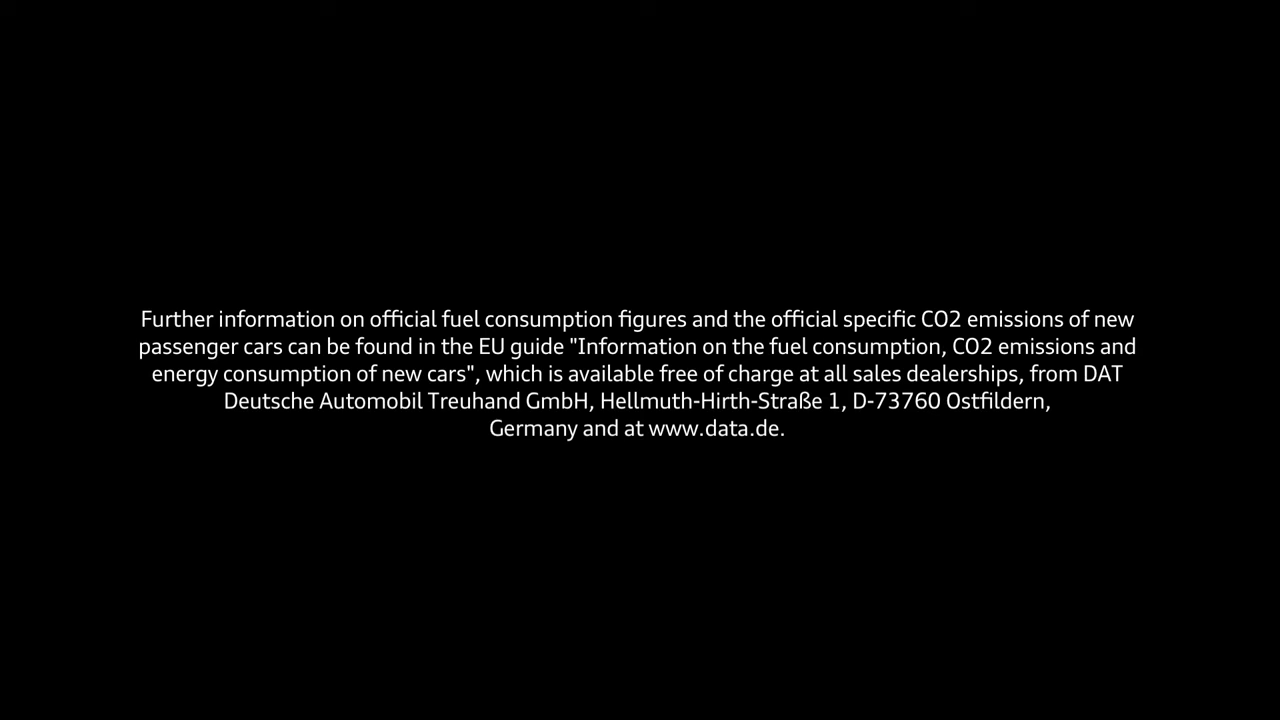 Further information on official fuel consumption figures and the official specific CO2 emissions of new
passenger cars can be found in the EU guide "Information on the fuel consumption, CO2 emissions and
energy consumption of new cars", which is available free of charge at all sales dealerships, from DAT
Deutsche Automobil Treuhand GmbH, Hellmuth-Hirth-Straße 1, D-73760 Ostfildern,
Germany and at www.data.de.